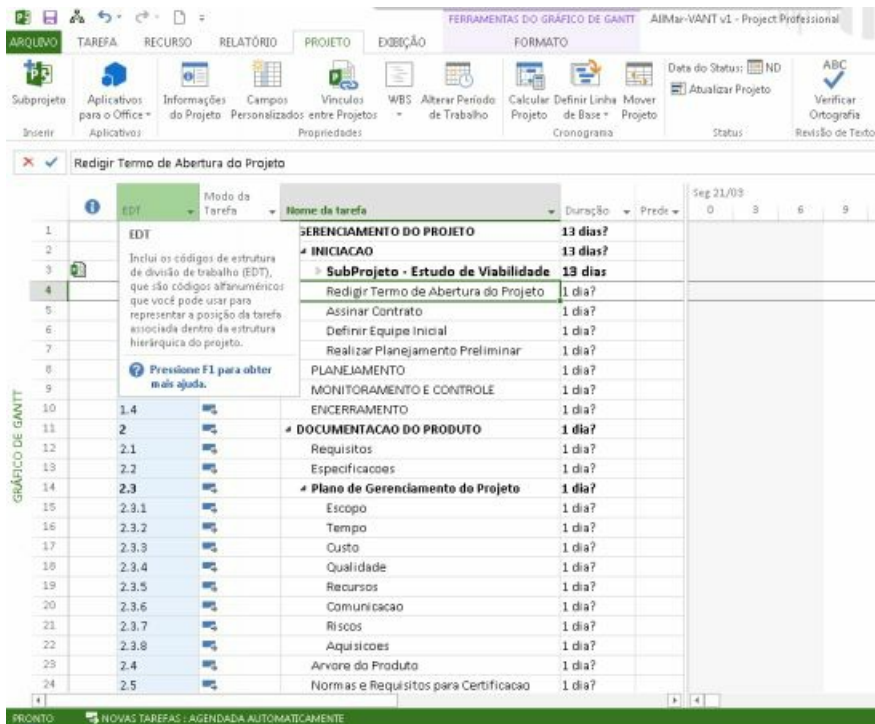 FERRAMENTAS DO GRÁFICO DE GANTT AllMar-VANT v1 - Project Professional
ARQUIVO TAREFA RECURSO RELATÓRIO PROJETO EXIBIÇÃO FORMATO
Subprojeto
Aplicativos para o Office
Informações do Projeto
Campos Personalizados
Vínculos entre Projetos
WBS
Alterar Período de Trabalho
Calcular Projeto
Definir Linha de Base
Mover Projeto
Data do Status: ND
Atualizar Projeto
ABC
Verificar Ortografia
Inserir Aplicativos Propriedades Cronograma Status Revisão de Texto
Redigir Termo de Abertura do Projeto
EDT Modo da Tarefa Nome da tarefa Duração Prede Seg 21/03
0 3 6 9
EDT
Inclui os códigos de estrutura
de divisão de trabalho (EDT),
que são códigos alfanuméricos
que você pode usar para
representar a posição da tarefa
associada dentro da estrutura
hierárquica do projeto.
Pressione F1 para obter
mais ajuda.
1 GERENCIAMENTO DO PROJETO 13 dias?
2 INICIACAO 13 dias?
3 SubProjeto - Estudo de Viabilidade 13 dias
4 Redigir Termo de Abertura do Projeto 1 dia?
5 Assinar Contrato 1 dia?
6 Definir Equipe Inicial 1 dia?
7 Realizar Planejamento Preliminar 1 dia?
8 PLANEJAMENTO 1 dia?
9 MONITORAMENTO E CONTROLE 1 dia?
10 1.4 ENCERRAMENTO 1 dia?
11 2 DOCUMENTACAO DO PRODUTO 1 dia?
12 2.1 Requisitos 1 dia?
13 2.2 Especificacoes 1 dia?
14 2.3 Plano de Gerenciamento do Projeto 1 dia?
15 2.3.1 Escopo 1 dia?
16 2.3.2 Tempo 1 dia?
17 2.3.3 Custo 1 dia?
18 2.3.4 Qualidade 1 dia?
19 2.3.5 Recursos 1 dia?
20 2.3.6 Comunicacao 1 dia?
21 2.3.7 Riscos 1 dia?
22 2.3.8 Aquisicoes 1 dia?
23 2.4 Arvore do Produto 1 dia?
24 2.5 Normas e Requisitos para Certificacao 1 dia?
GRÁFICO DE GANTT
PRONTO NOVAS TAREFAS : AGENDADA AUTOMATICAMENTE